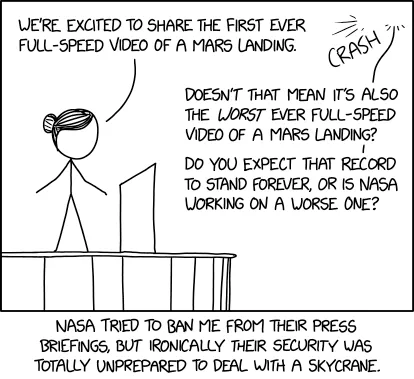 WE'RE EXCITED TO SHARE THE FIRST EVER
FULL-SPEED VIDEO OF A MARS LANDING.
CRASH
DOESN'T THAT MEAN IT'S ALSO
THE WORST EVER FULL-SPEED
VIDEO OF A MARS LANDING?
DO YOU EXPECT THAT RECORD
TO STAND FOREVER, OR IS NASA
WORKING ON A WORSE ONE?
NASA TRIED TO BAN ME FROM THEIR PRESS
BRIEFINGS, BUT IRONICALLY THEIR SECURITY WAS
TOTALLY UNPREPARED TO DEAL WITH A SKYCRANE.